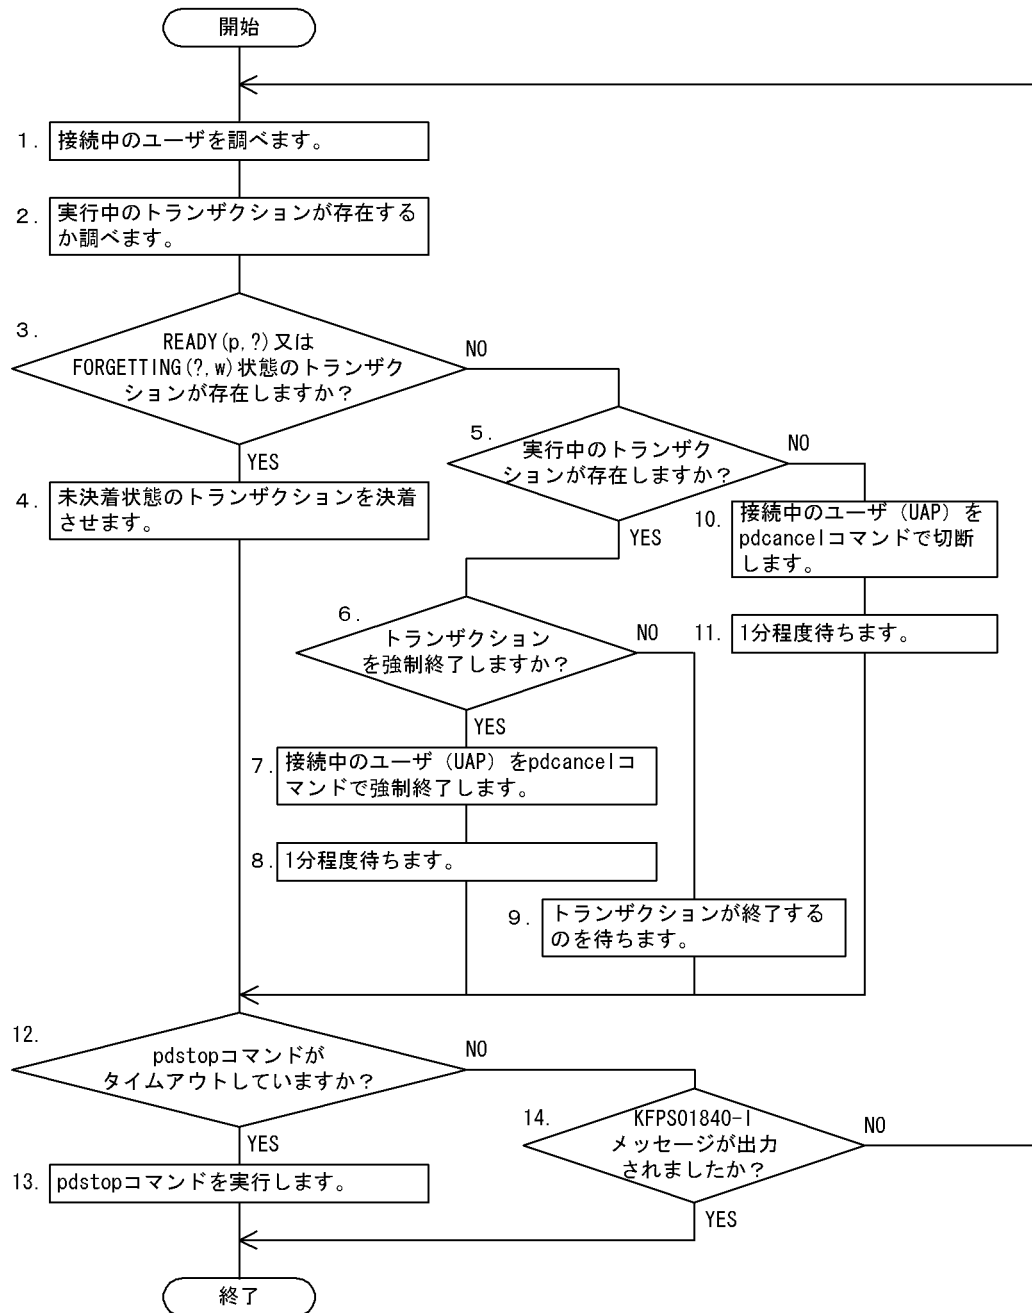 開始
1. 接続中のユーザを調べます。
2. 実行中のトランザクションが存在する
か調べます。
3.
READY(p,?)又は
FORGETTING(?,w)状態のトランザク
ションが存在しますか？
NO
YES
4. 未決着状態のトランザクションを決着
させます。
5.
実行中のトランザク
ションが存在しますか？
NO
YES
6.
トランザクション
を強制終了しますか？
NO
YES
7. 接続中のユーザ（UAP）をpdcancelコ
マンドで強制終了します。
8. 1分程度待ちます。
9. トランザクションが終了する
のを待ちます。
10. 接続中のユーザ（UAP）を
pdcancelコマンドで切断
します。
11. 1分程度待ちます。
12.
pdstopコマンドが
タイムアウトしていますか？
NO
YES
13. pdstopコマンドを実行します。
14.
KFPS01840-I
メッセージが出力
されましたか？
NO
YES
終了